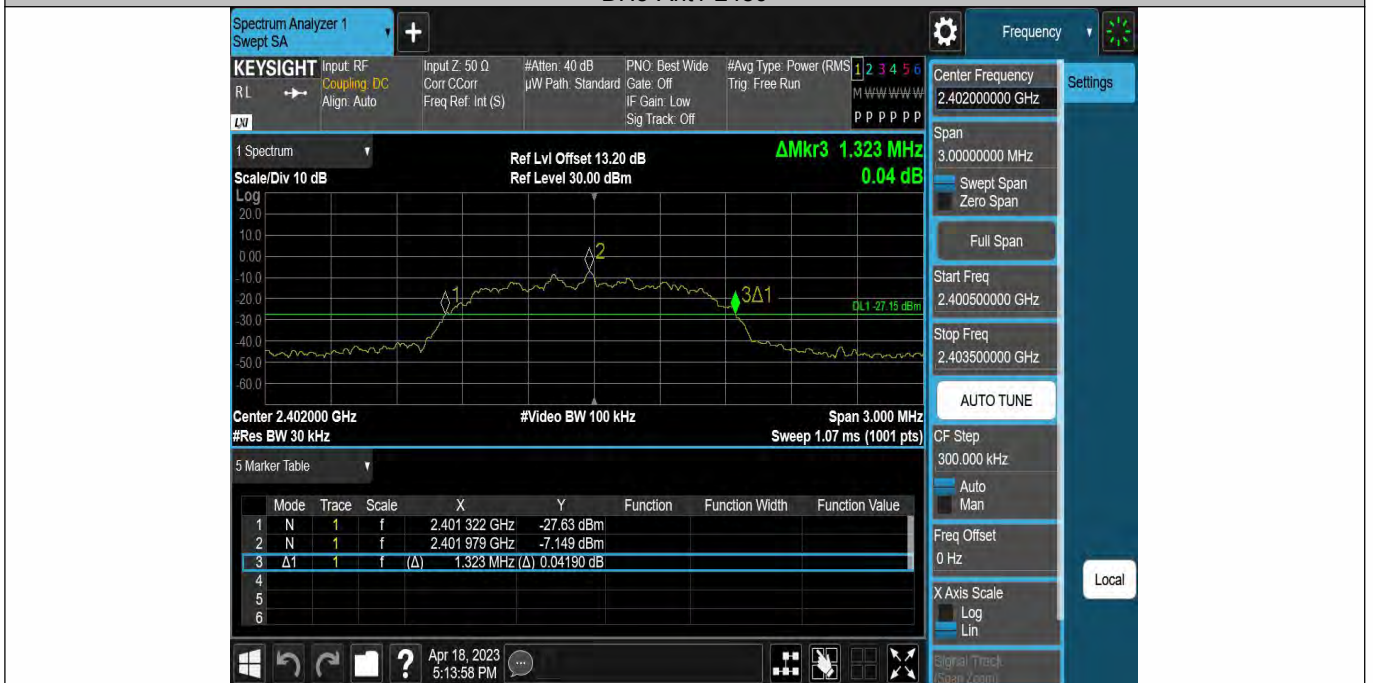 Spectrum Analyzer 1
Swept SA
+
Frequency
KEYSIGHT
RL
LXI
Input: RF
Coupling: DC
Align: Auto
Input Z: 50 Ω
Corr CCorr
Freq Ref: Int (S)
#Atten: 40 dB
µW Path: Standard
PNO: Best Wide
Gate: Off
IF Gain: Low
Sig Track: Off
#Avg Type: Power (RMS
Trig: Free Run
1 2 3 4 5 6
M W W W W W
P P P P P P
1 Spectrum
Scale/Div 10 dB
Ref Lvl Offset 13.20 dB
Ref Level 30.00 dBm
ΔMkr3 1.323 MHz
0.04 dB
Log
20.0
10.0
0.00
-10.0
-20.0
-30.0
-40.0
-50.0
-60.0
1
2
3Δ1
DL1 -27.15 dBm
Center 2.402000 GHz
#Video BW 100 kHz
Span 3.000 MHz
#Res BW 30 kHz
Sweep 1.07 ms (1001 pts)
5 Marker Table
Mode Trace Scale X Y Function Function Width Function Value
1 N 1 f 2.401 322 GHz -27.63 dBm
2 N 1 f 2.401 979 GHz -7.149 dBm
3 Δ1 1 f (Δ) 1.323 MHz (Δ) 0.04190 dB
4
5
6
Center Frequency
2.402000000 GHz
Settings
Span
3.00000000 MHz
Swept Span
Zero Span
Full Span
Start Freq
2.400500000 GHz
Stop Freq
2.403500000 GHz
AUTO TUNE
CF Step
300.000 kHz
Auto
Man
Freq Offset
0 Hz
X Axis Scale
Log
Lin
Signal Track
(Span Zoom)
Local
?
Apr 18, 2023
5:13:58 PM